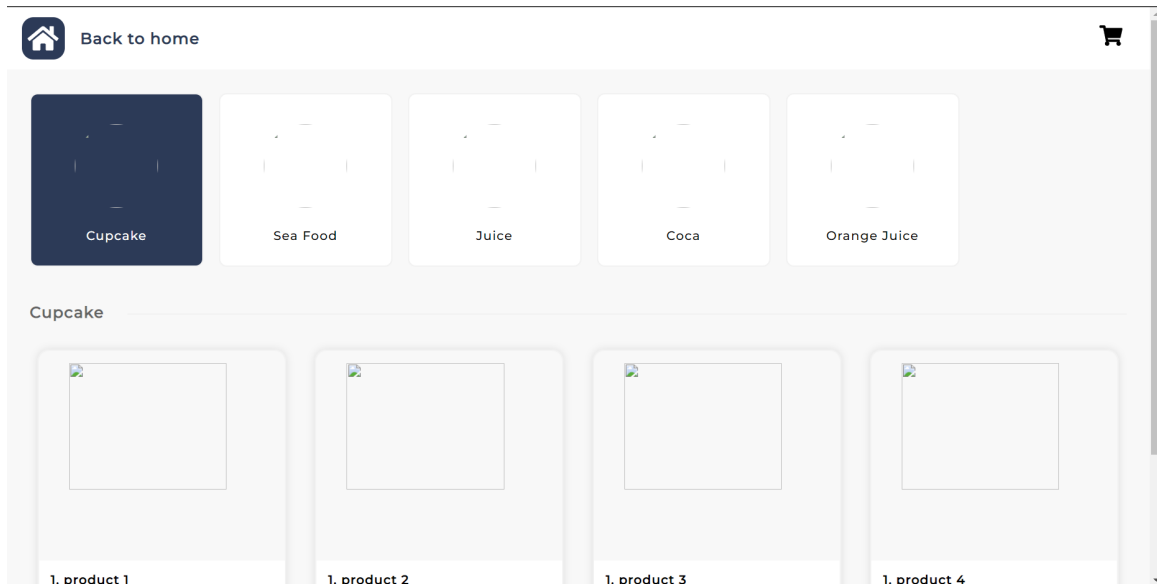 Back to home
Cupcake
Sea Food
Juice
Coca
Orange Juice
Cupcake
1. product 1
1. product 2
1. product 3
1. product 4